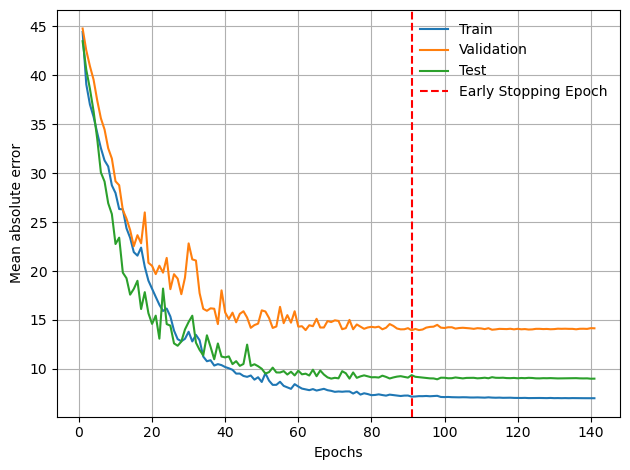 45
40
35
30
25
20
15
10
Mean absolute error
Train
Validation
Test
Early Stopping Epoch
0 20 40 60 80 100 120 140
Epochs